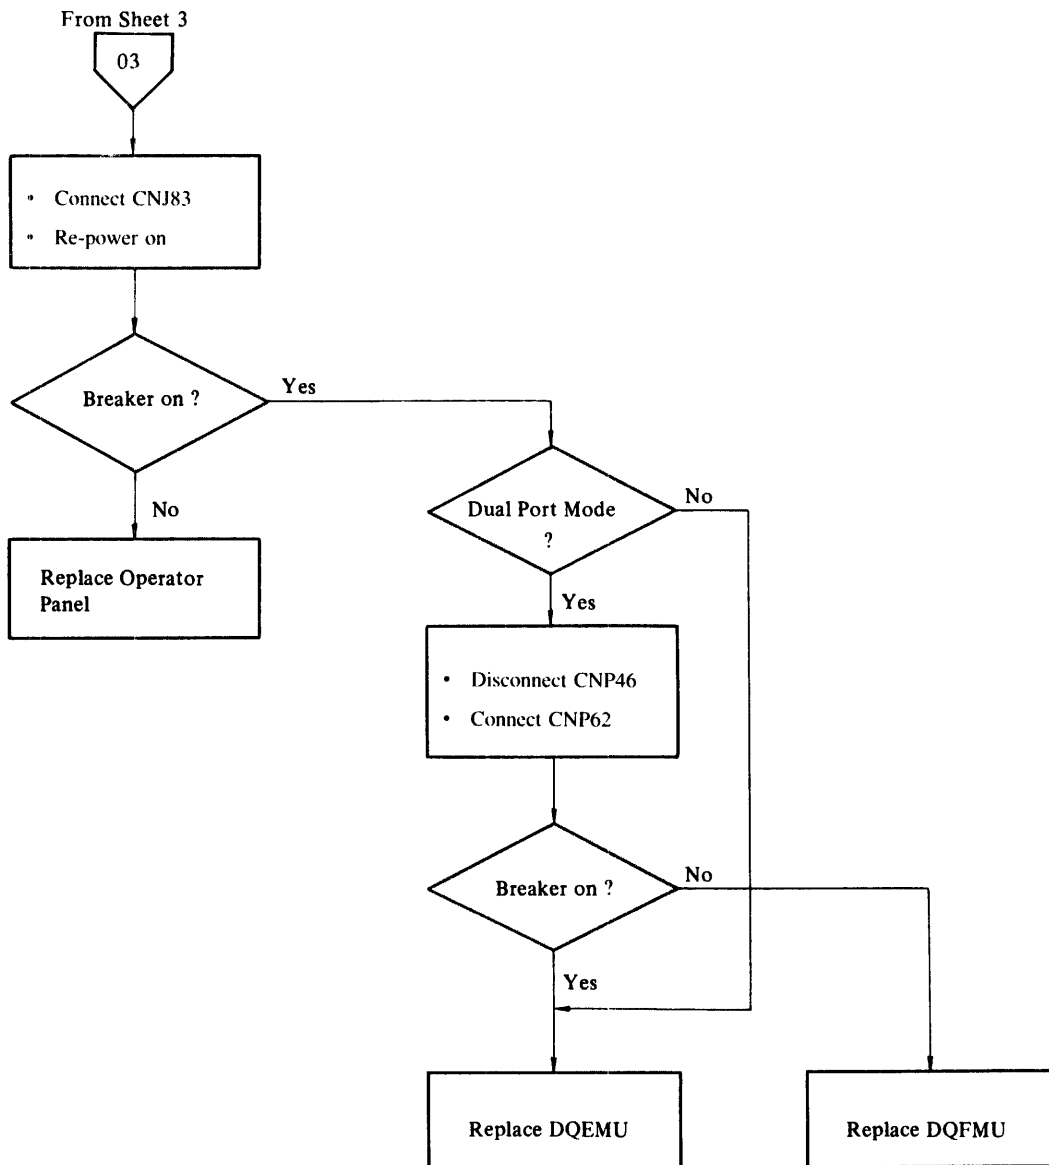 From Sheet 3
03
• Connect CNJ83
• Re-power on
Breaker on ?
Yes
No
Replace Operator
Panel
Dual Port Mode
?
No
Yes
• Disconnect CNP46
• Connect CNP62
Breaker on ?
No
Yes
Replace DQEMU
Replace DQFMU